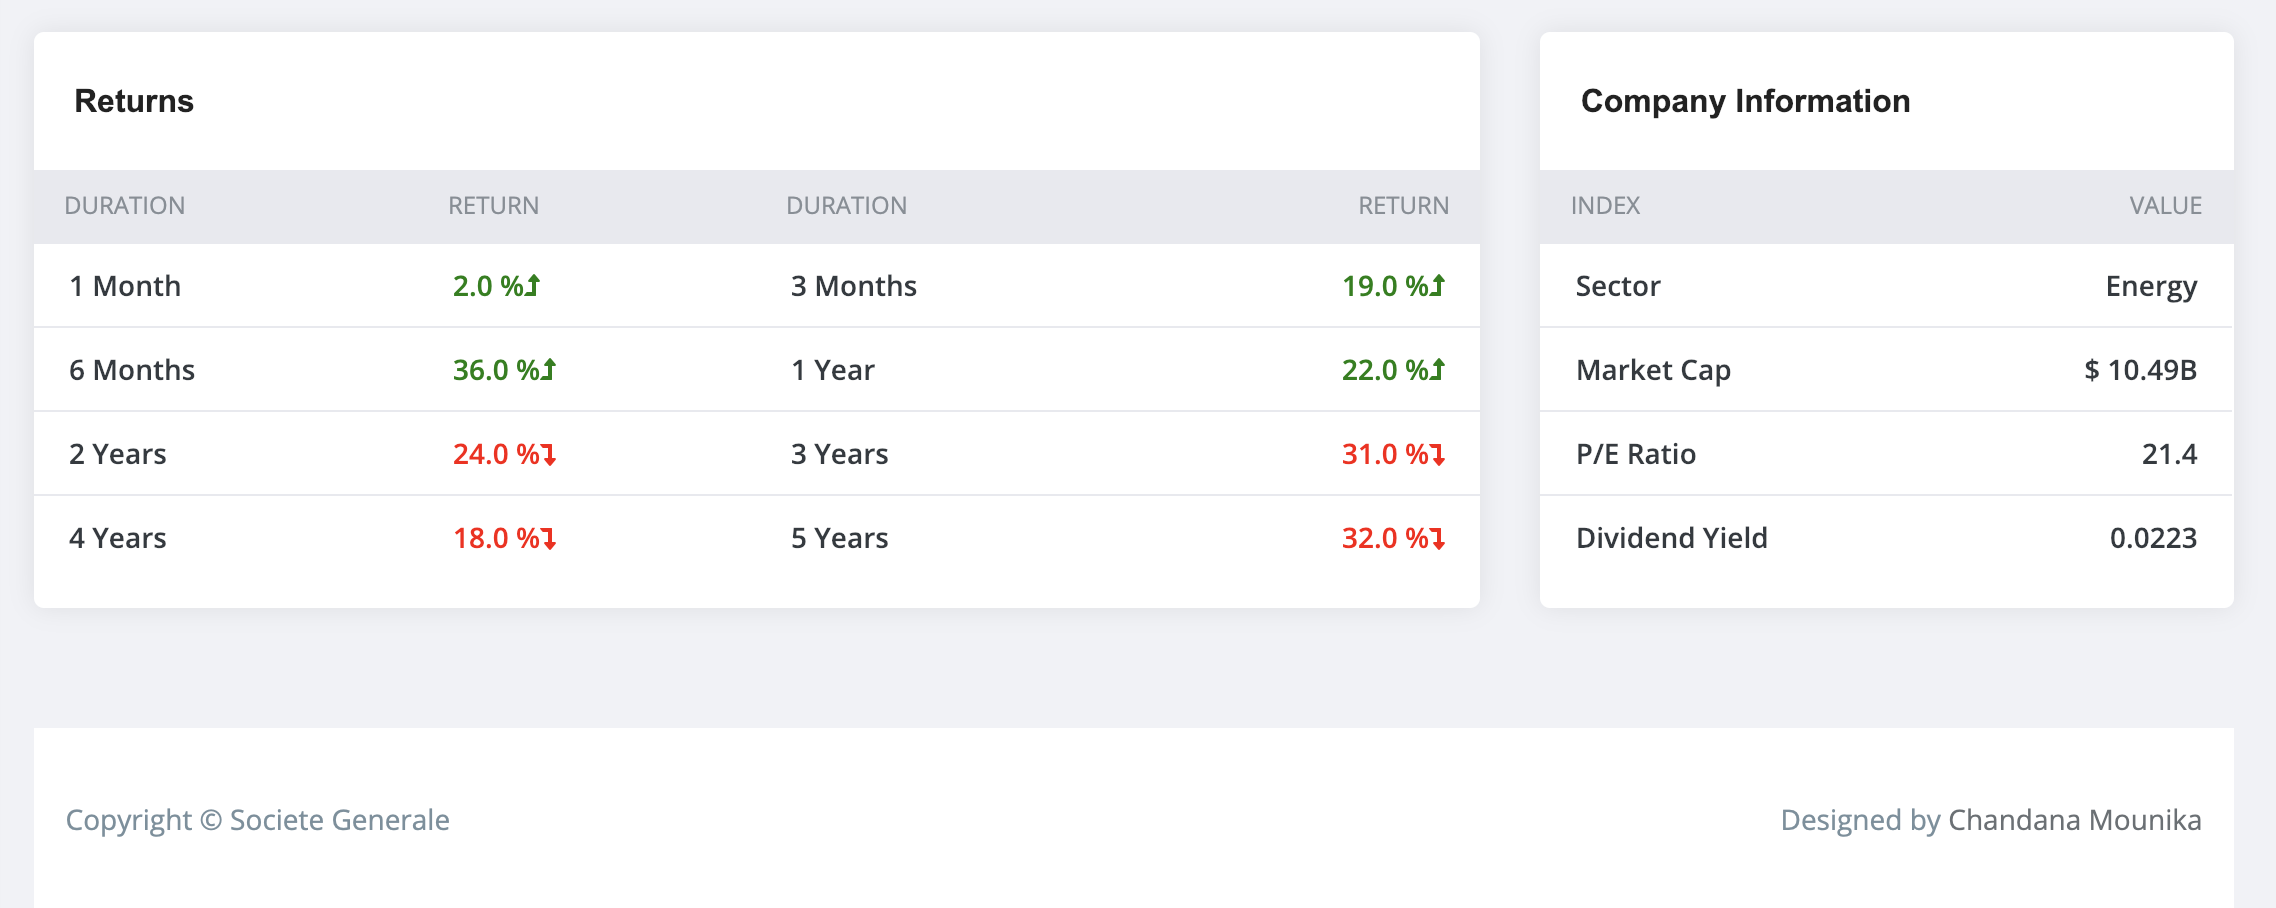 Returns
DURATION RETURN DURATION RETURN
1 Month 2.0 % 3 Months 19.0 %
6 Months 36.0 % 1 Year 22.0 %
2 Years 24.0 % 3 Years 31.0 %
4 Years 18.0 % 5 Years 32.0 %
Company Information
INDEX VALUE
Sector Energy
Market Cap $ 10.49B
P/E Ratio 21.4
Dividend Yield 0.0223
Copyright © Societe Generale
Designed by Chandana Mounika